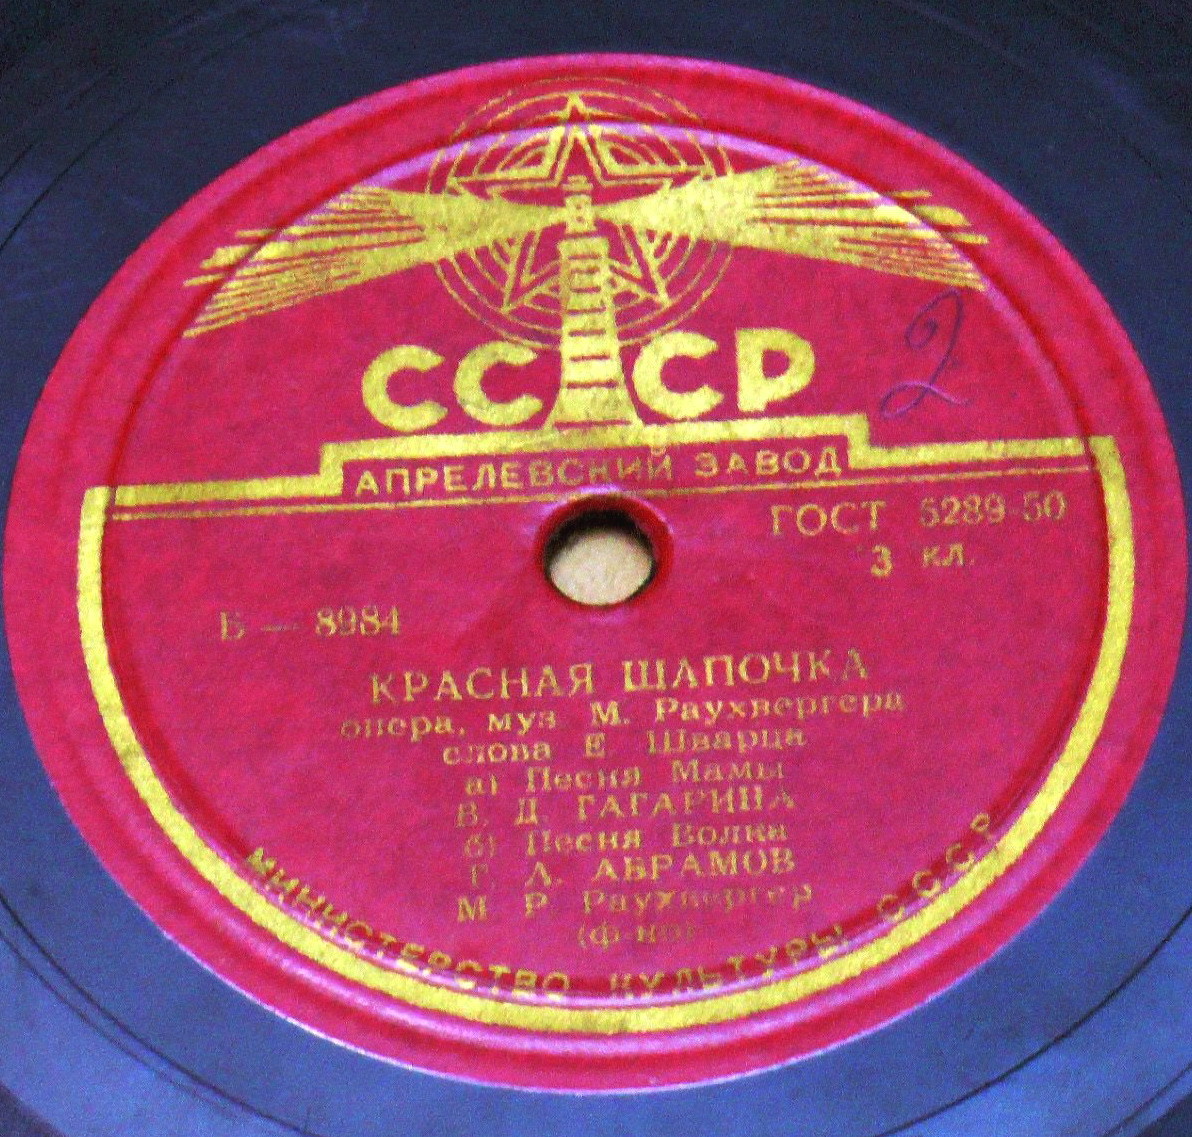 СССР
АПРЕЛЕВСКИЙ ЗАВОД
ГОСТ 5289-50
3 кл.
2
Б — 8984
КРАСНАЯ ШАПОЧКА
опера, муз М. Раухвергера
слова Е Шварца
а) Песня Мамы
В. Д. ГАГАРИНА
б) Песня Волка
Г. А. АБРАМОВ
М Р Раухвергер
(ф-но)
МИНИСТЕРСТВО КУЛЬТУРЫ СССР